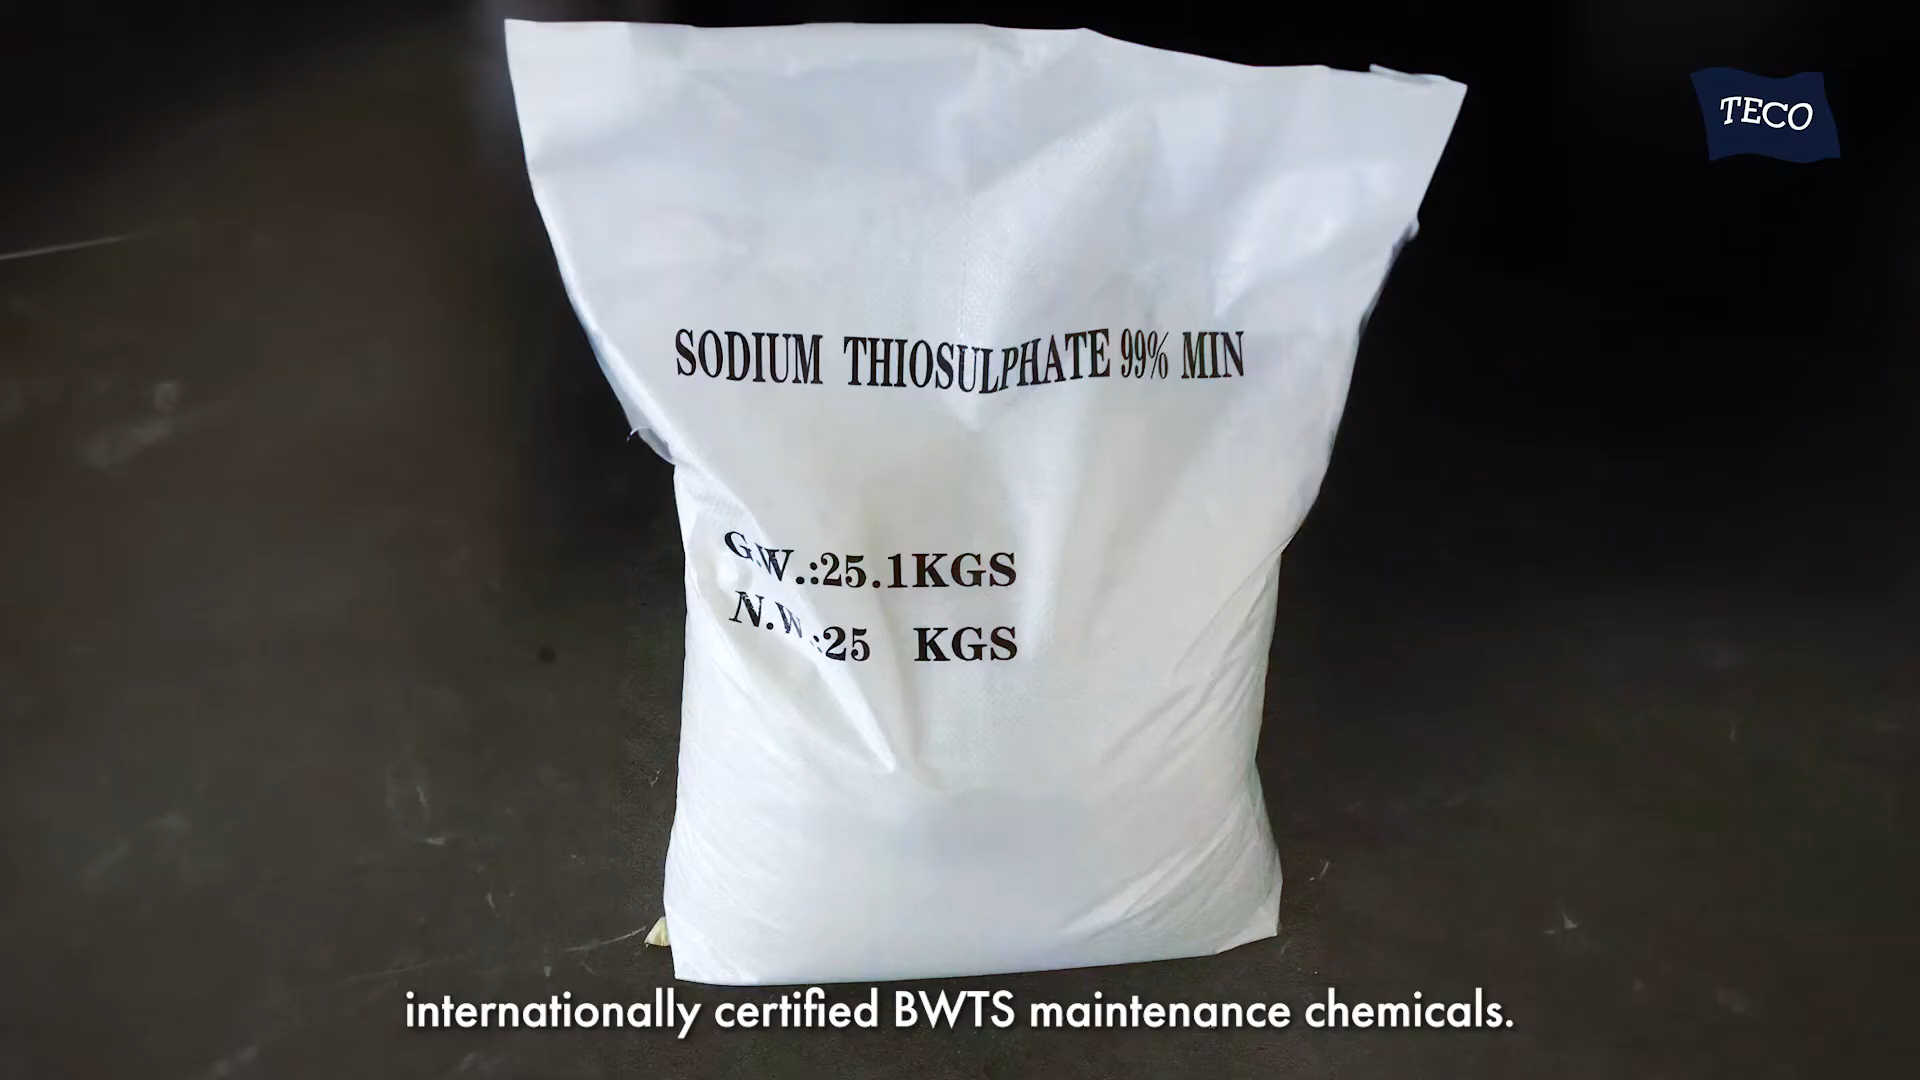 TECO
SODIUM THIOSULPHATE 99% MIN
G.W.:25.1KGS
N.W.:25 KGS
internationally certified BWTS maintenance chemicals.